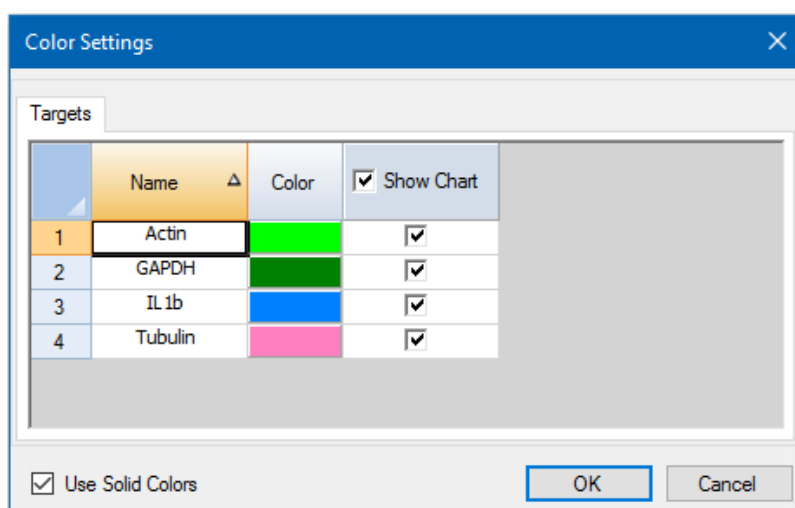 Color Settings
Targets
Name Color Show Chart
1 Actin
2 GAPDH
3 IL1b
4 Tubulin
Use Solid Colors OK Cancel